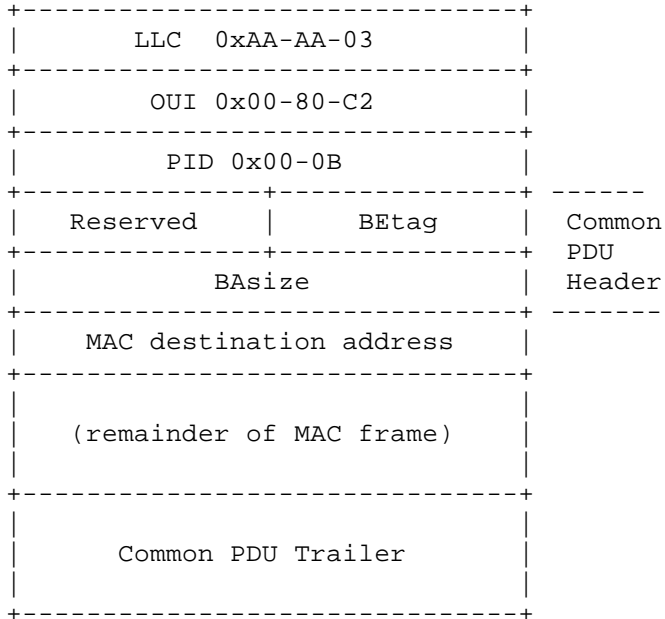 LLC 0xAA-AA-03
OUI 0x00-80-C2
PID 0x00-0B
Reserved | BEtag | Common
PDU
BAsize | Header
MAC destination address
(remainder of MAC frame)
Common PDU Trailer